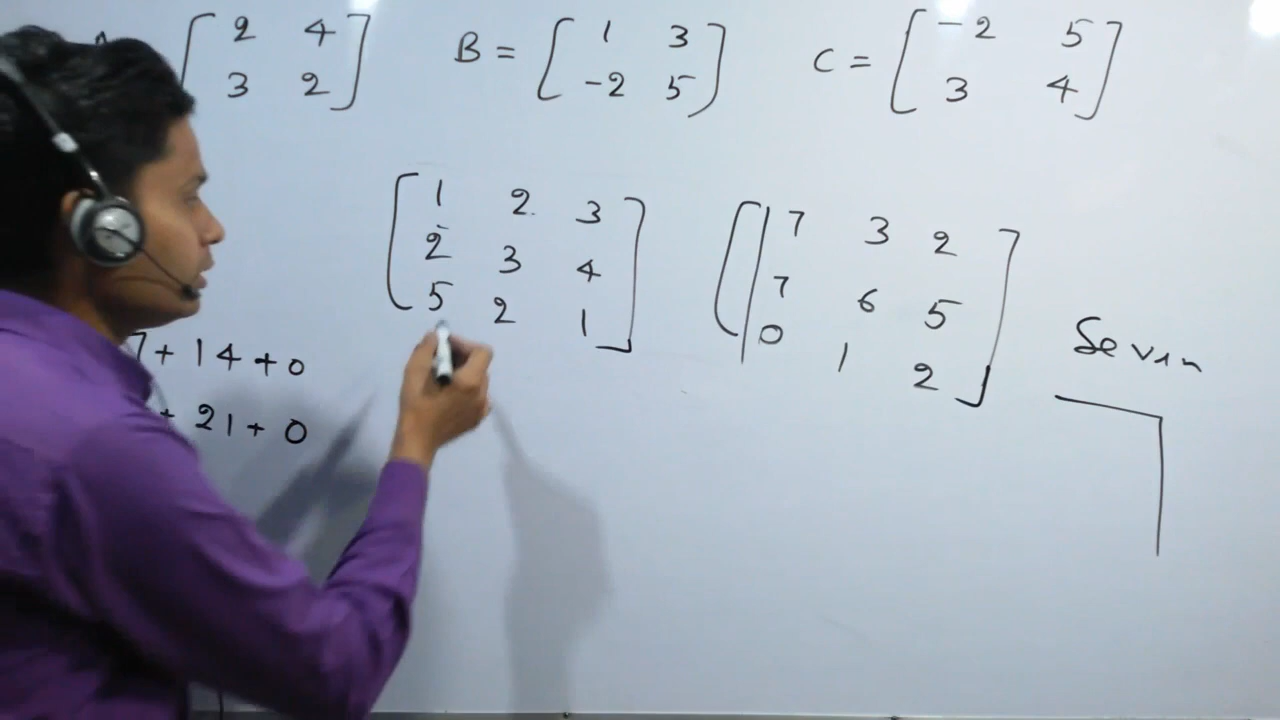 2 4 B = 1 3 C = -2 5
3 2 -2 5 3 4
1 2 3 7 3 2
2 3 4 7 6 5
5 2 1 0 1 2
7 + 14 + 0
+ 21 + 0